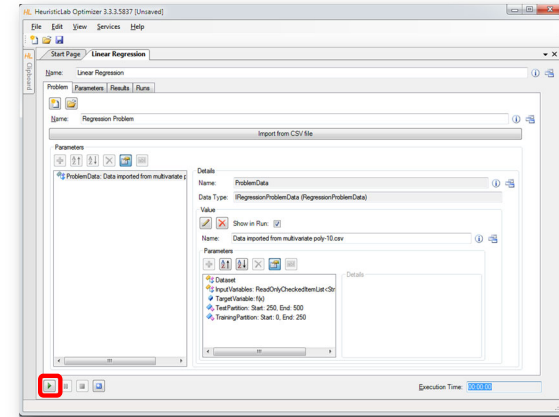 HL HeuristicLab Optimizer 3.3.3.5837 [Unsaved]
File Edit View Services Help
HL Start Page Linear Regression
Clipboard
Name: Linear Regression
Problem Parameters Results Runs
Name: Regression Problem
Import from CSV file
Parameters
ProblemData: Data imported from multivariate p
Details
Name: ProblemData
Data Type: IRegressionProblemData (RegressionProblemData)
Value
Show in Run:
Name: Data imported from multivariate poly-10.csv
Parameters
Dataset
InputVariables: ReadOnlyCheckedItemList<Str
TargetVariable: f(x)
TestPartition: Start: 250, End: 500
TrainingPartition: Start: 0, End: 250
Details
Execution Time: 00:00:00